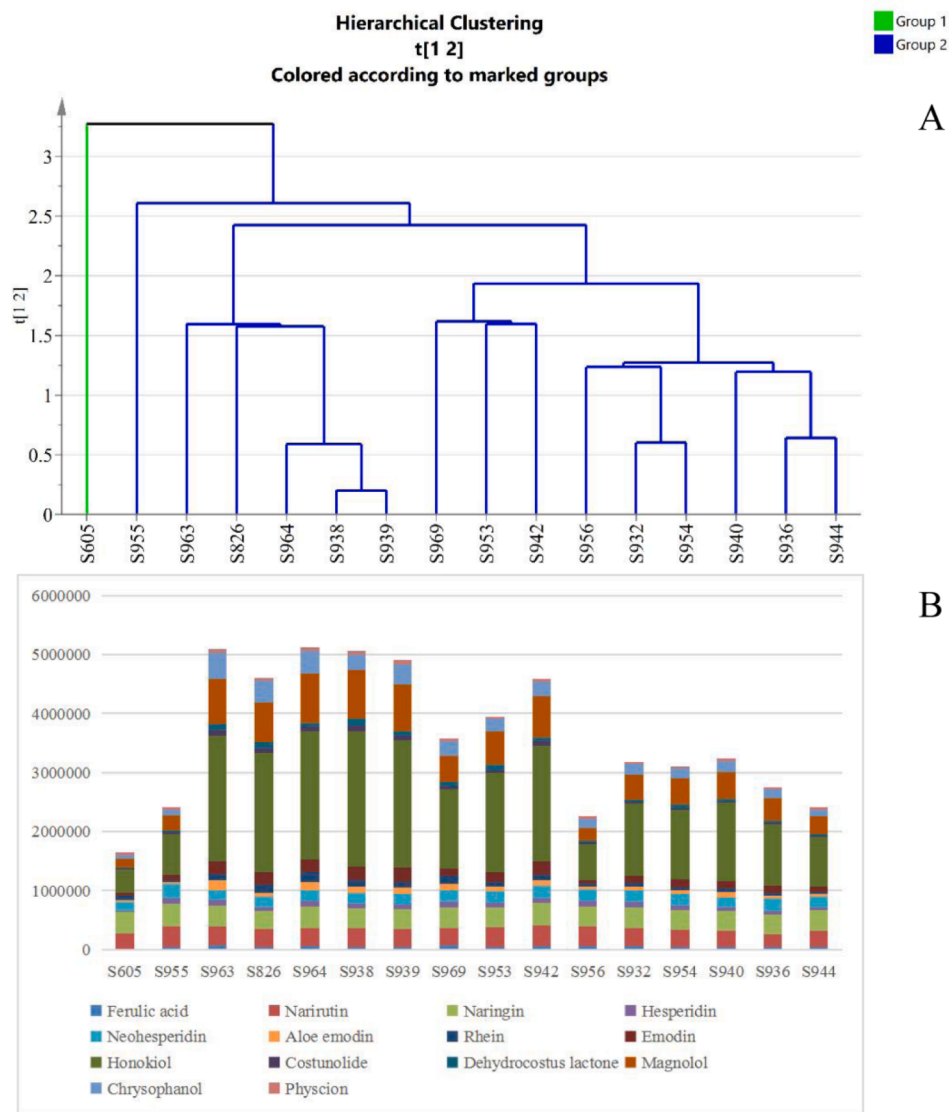 Hierarchical Clustering
t[1 2]
Colored according to marked groups
Group 1
Group 2
A
3
2.5
2
1.5
1
0.5
0
t[1 2]
S605 S955 S963 S826 S964 S938 S939 S969 S953 S942 S956 S932 S954 S940 S936 S944
B
6000000
5000000
4000000
3000000
2000000
1000000
0
S605 S955 S963 S826 S964 S938 S939 S969 S953 S942 S956 S932 S954 S940 S936 S944
Ferulic acid Narirutin Naringin Hesperidin
Neohesperidin Aloe emodin Rhein Emodin
Honokiol Costunolide Dehydrocostus lactone Magnolol
Chrysophanol Physcion